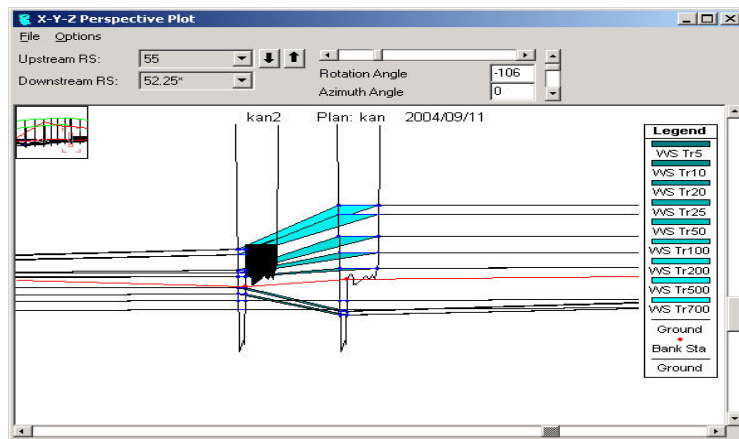 X-Y-Z Perspective Plot
File Options
Upstream RS: 55
Downstream RS: 52.25*
Rotation Angle -106
Azimuth Angle 0
kan2 Plan: kan 2004/09/11
Legend
WS Tr5
WS Tr10
WS Tr20
WS Tr25
WS Tr50
WS Tr100
WS Tr200
WS Tr500
WS Tr700
Ground
Bank Sta
Ground